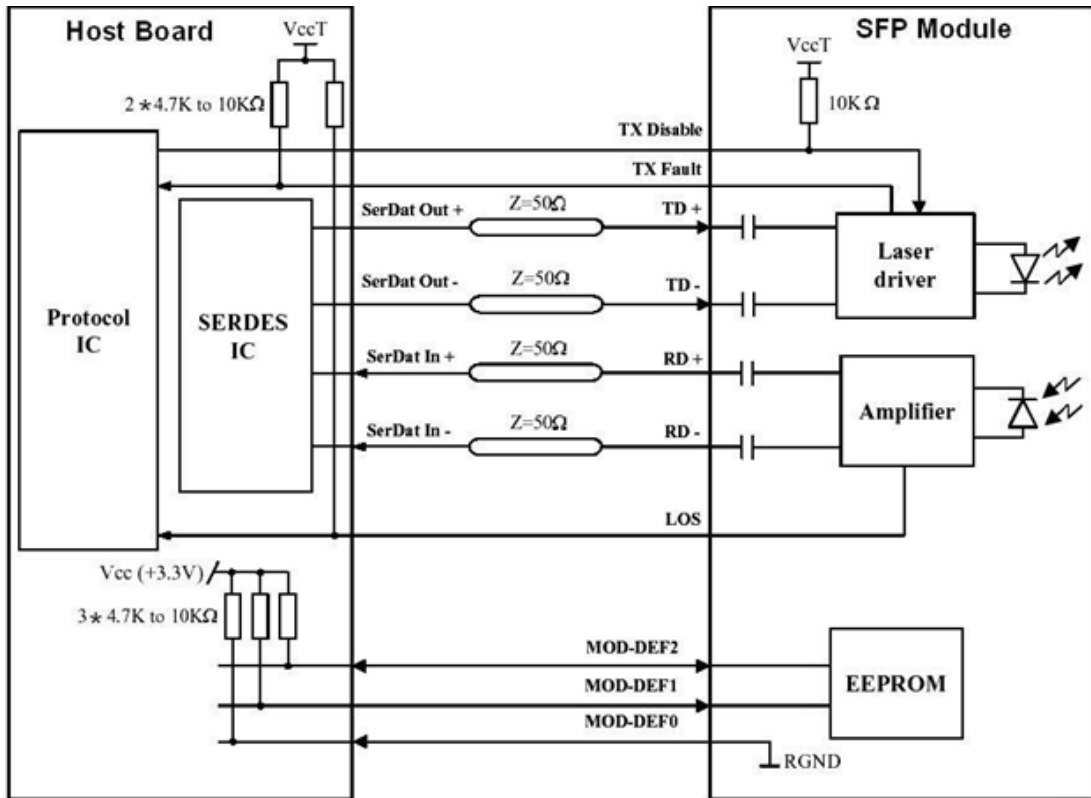 Host Board
SFP Module
VccT
VccT
2*4.7K to 10KΩ
10KΩ
TX Disable
TX Fault
SerDat Out +
Z=50Ω
TD +
Laser
driver
SerDat Out -
Z=50Ω
TD -
Protocol
IC
SERDES
IC
SerDat In +
Z=50Ω
RD +
Amplifier
SerDat In -
Z=50Ω
RD -
LOS
Vcc (+3.3V)
3*4.7K to 10KΩ
MOD-DEF2
EEPROM
MOD-DEF1
MOD-DEF0
RGND